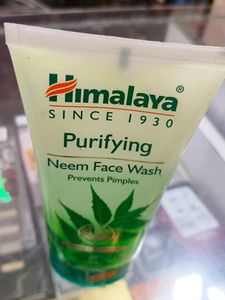 Himalaya®
SINCE 1930
Purifying
Neem Face Wash
Prevents Pimples